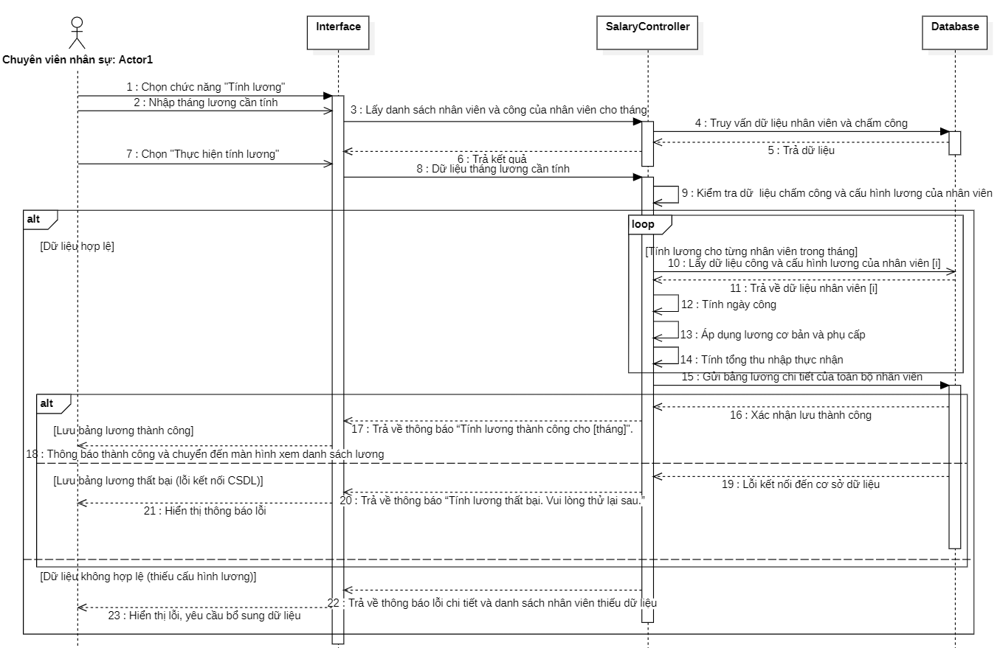 Interface
SalaryController
Database
Chuyên viên nhân sự: Actor1
1 : Chọn chức năng "Tính lương"
2 : Nhập tháng lương cần tính
3 : Lấy danh sách nhân viên và công của nhân viên cho tháng
4 : Truy vấn dữ liệu nhân viên và chấm công
5 : Trả dữ liệu
6 : Trả kết quả
7 : Chọn "Thực hiện tính lương"
8 : Dữ liệu tháng lương cần tính
9 : Kiểm tra dữ  liệu chấm công và cấu hình lương của nhân viên
alt
loop
[Dữ liệu hợp lệ]
[Tính lương cho từng nhân viên trong tháng]
10 : Lấy dữ liệu công và cấu hình lương của nhân viên [i]
11 : Trả về dữ liệu nhân viên [i]
12 : Tính ngày công
13 : Áp dụng lương cơ bản và phụ cấp
14 : Tính tổng thu nhập thực nhận
15 : Gửi bảng lương chi tiết của toàn bộ nhân viên
alt
16 : Xác nhận lưu thành công
[Lưu bảng lương thành công]
17 : Trả về thông báo “Tính lương thành công cho [tháng]".
18 : Thông báo thành công và chuyển đến màn hình xem danh sách lương
[Lưu bảng lương thất bại (lỗi kết nối CSDL)]
19 : Lỗi kết nối đến cơ sở dữ liệu
20 : Trả về thông báo “Tính lương thất bại. Vui lòng thử lại sau.”
21 : Hiển thị thông báo lỗi
[Dữ liệu không hợp lệ (thiếu cấu hình lương)]
22 : Trả về thông báo lỗi chi tiết và danh sách nhân viên thiếu dữ liệu
23 : Hiển thị lỗi, yêu cầu bổ sung dữ liệu